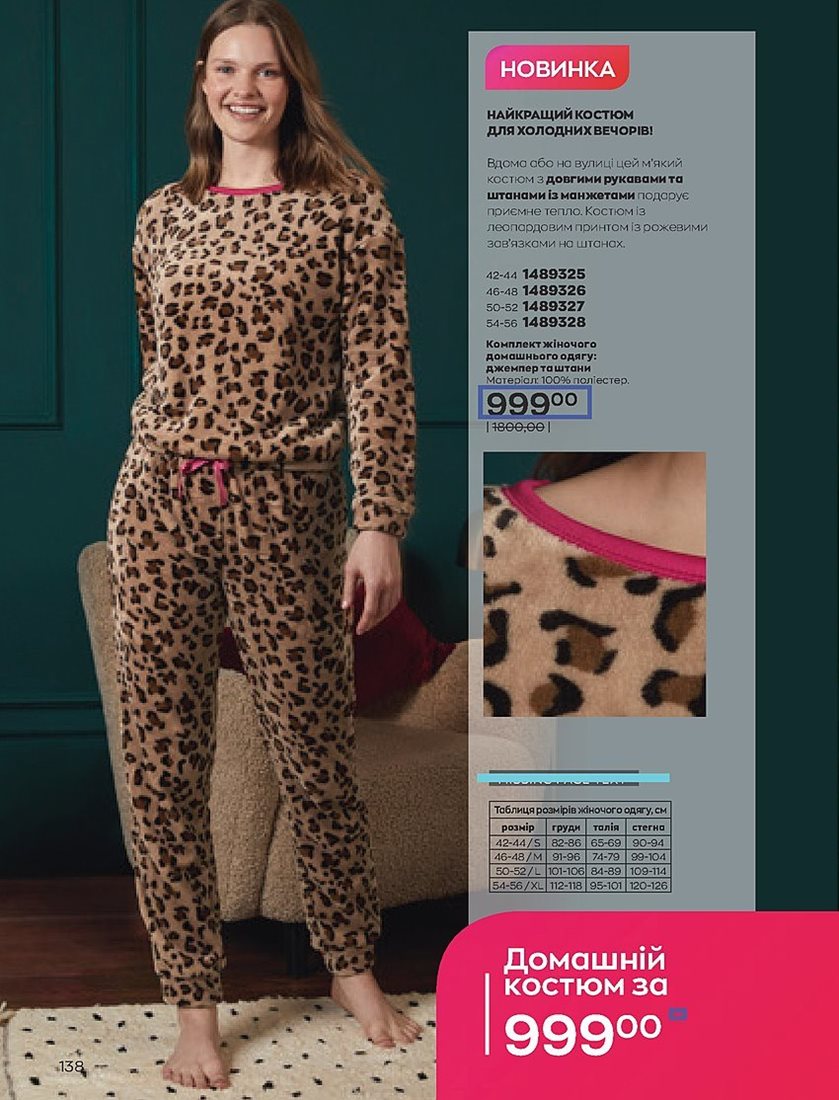 НОВИНКА
НАЙКРАЩИЙ КОСТЮМ
ДЛЯ ХОЛОДНИХ ВЕЧОРІВ!
Вдома або на вулиці цей м'який
костюм з довгими рукавами та
штанами із манжетами подарує
приємне тепло. Костюм із
леопардовим принтом із рожевими
зав'язками на штанах.
42-44 1489325
46-48 1489326
50-52 1489327
54-56 1489328
Комплект жіночого
домашнього одягу:
джемпер та штани
Матеріал: 100% поліестер.
999⁰⁰
| 1800,00 |
Таблиця розмірів жіночого одягу, см
розмір груди талія стегна
42-44 / S 82-86 65-69 90-94
46-48 / M 91-96 74-79 99-104
50-52 / L 101-106 84-89 109-114
54-56 / XL 112-118 95-101 120-126
Домашній
костюм за
999⁰⁰
138